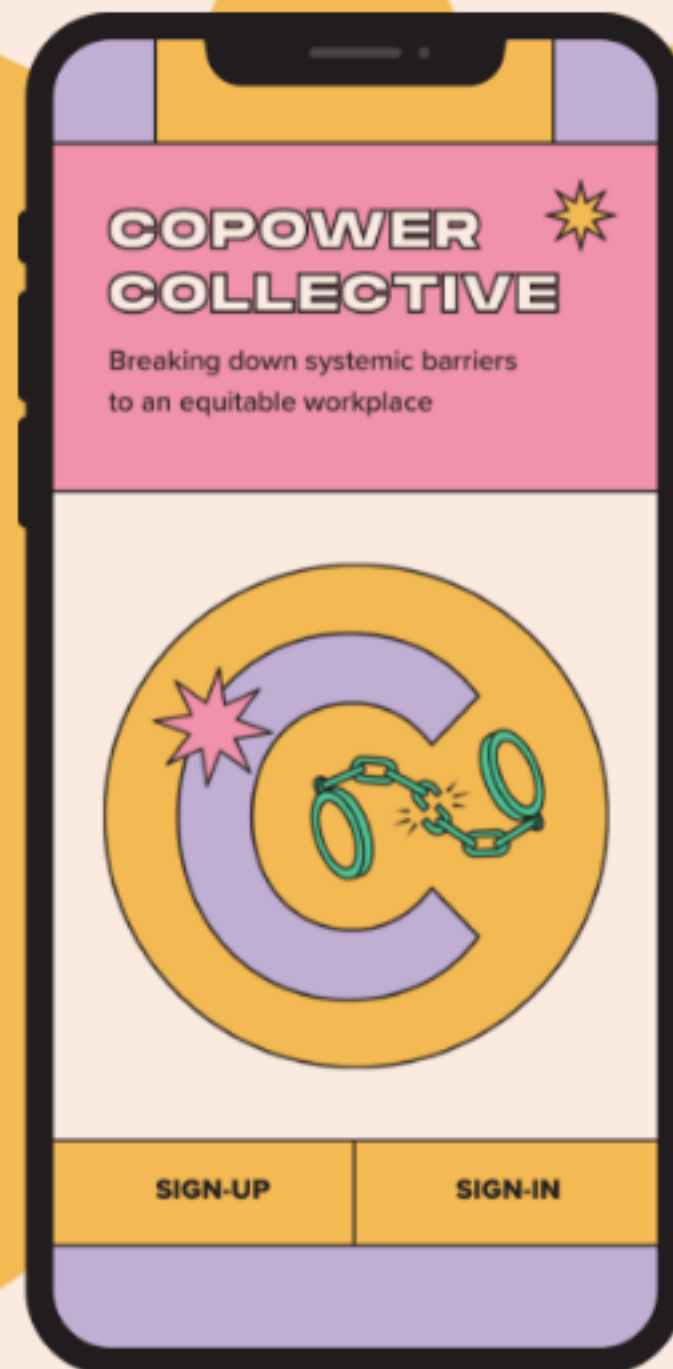 COPOWER
COLLECTIVE
Breaking down systemic barriers
to an equitable workplace
SIGN-UP
SIGN-IN